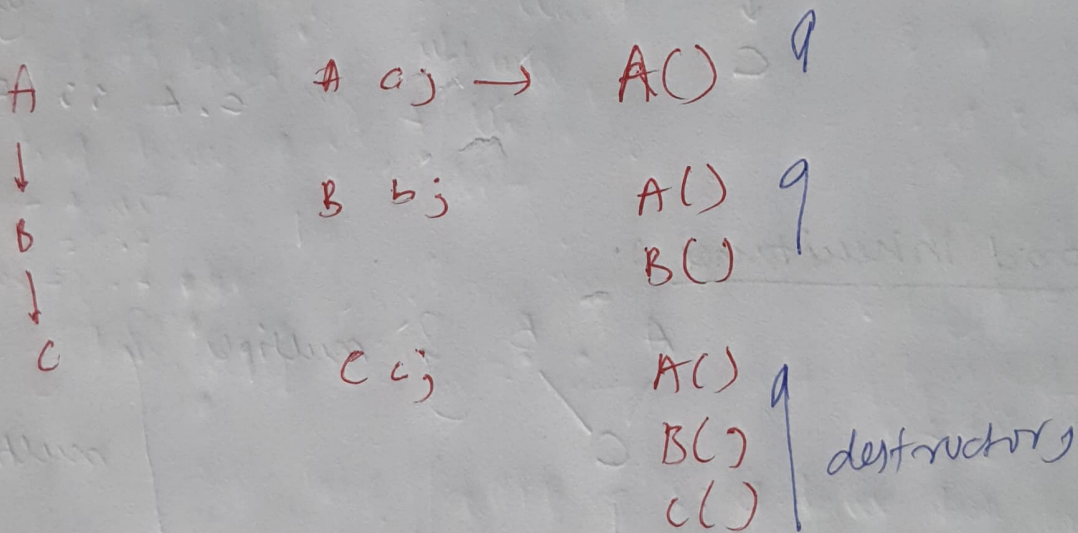 A A a; → A()
↓ B b; A()
B B()
↓
C C c; A()
B()
C()
destructors